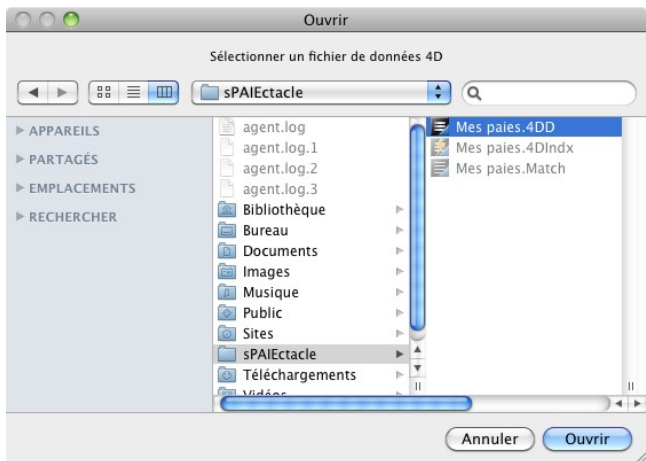 Ouvrir
Sélectionner un fichier de données 4D
sPAIEctacle
APPAREILS
PARTAGÉS
EMPLACEMENTS
RECHERCHER
agent.log
agent.log.1
agent.log.2
agent.log.3
Bibliothèque
Bureau
Documents
Images
Musique
Public
Sites
sPAIEctacle
Téléchargements
Vidéos
Mes paies.4DD
Mes paies.4DIndx
Mes paies.Match
Annuler
Ouvrir